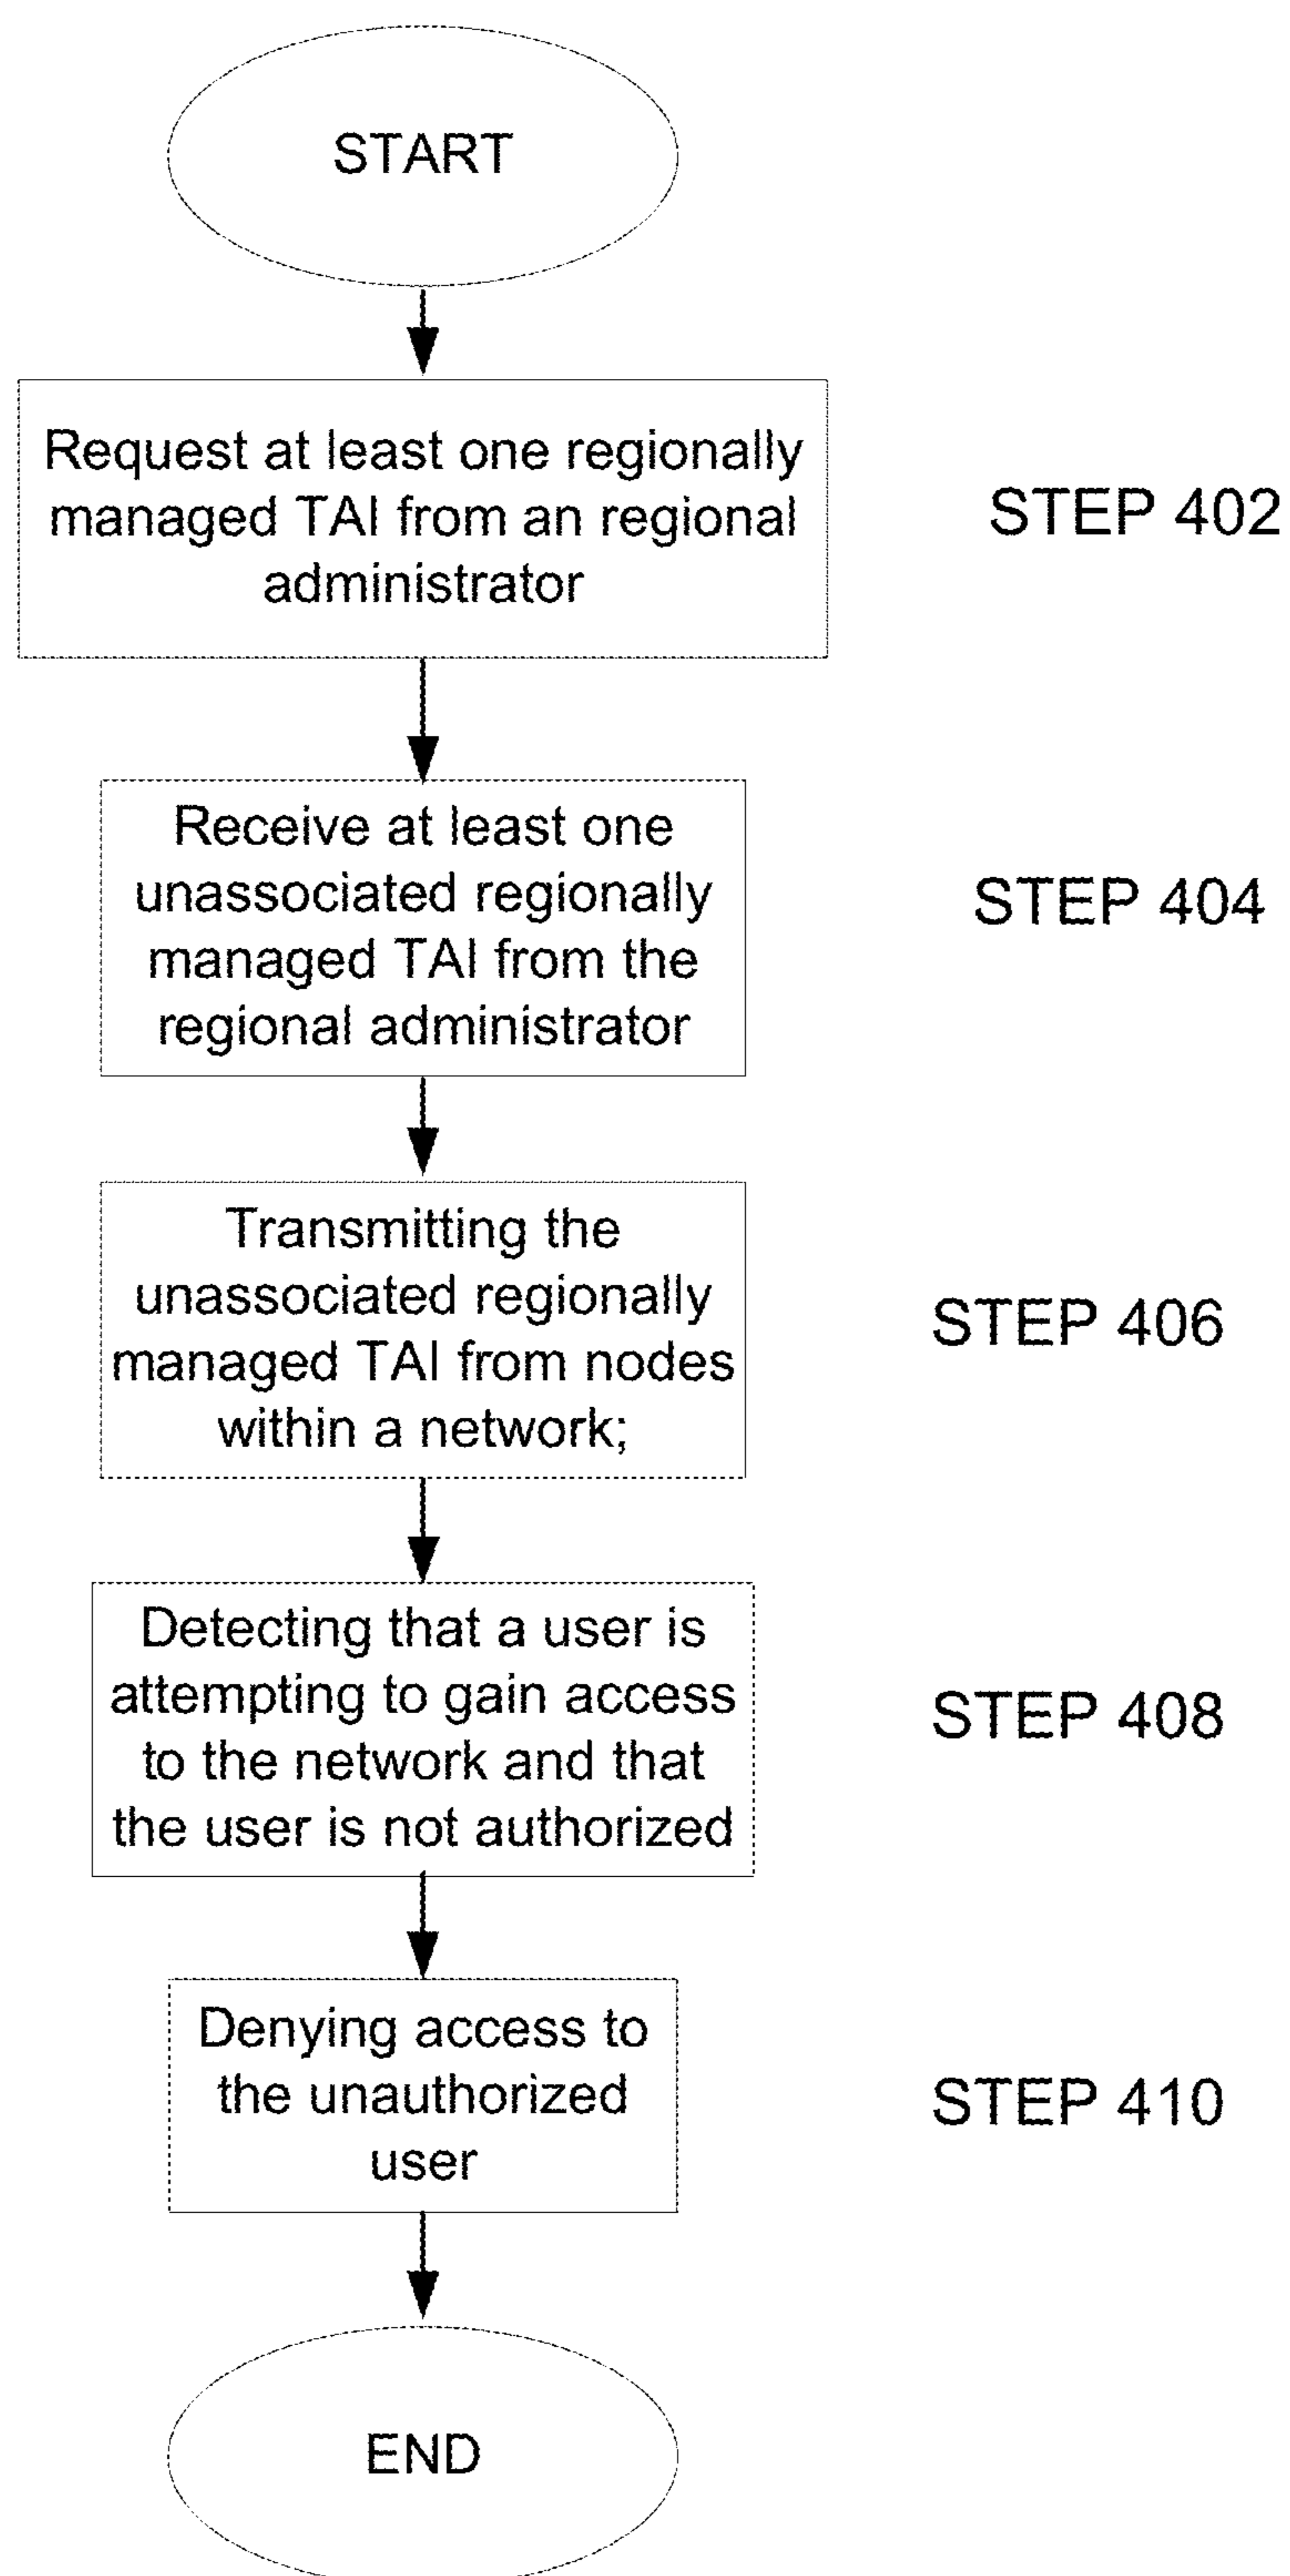 START
Request at least one regionally
managed TAI from an regional
administrator
STEP 402
Receive at least one
unassociated regionally
managed TAI from the
regional administrator
STEP 404
Transmitting the
unassociated regionally
managed TAI from nodes
within a network;
STEP 406
Detecting that a user is
attempting to gain access
to the network and that
the user is not authorized
STEP 408
Denying access to
the unauthorized
user
STEP 410
END